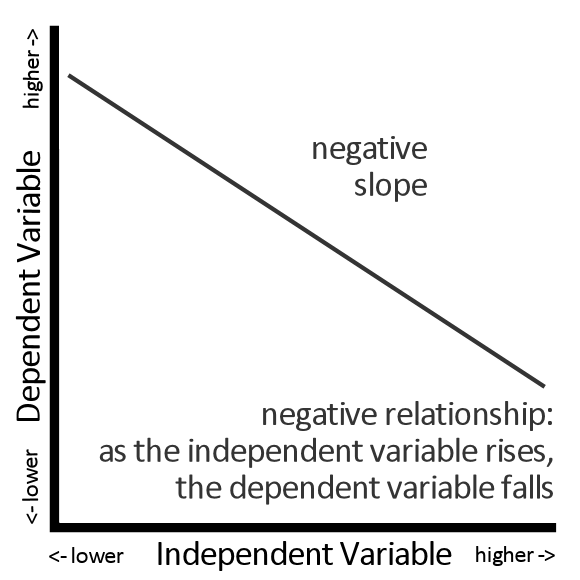 higher ->
Dependent Variable
<- lower
negative
slope
negative relationship:
as the independent variable rises,
the dependent variable falls
<- lower Independent Variable higher ->